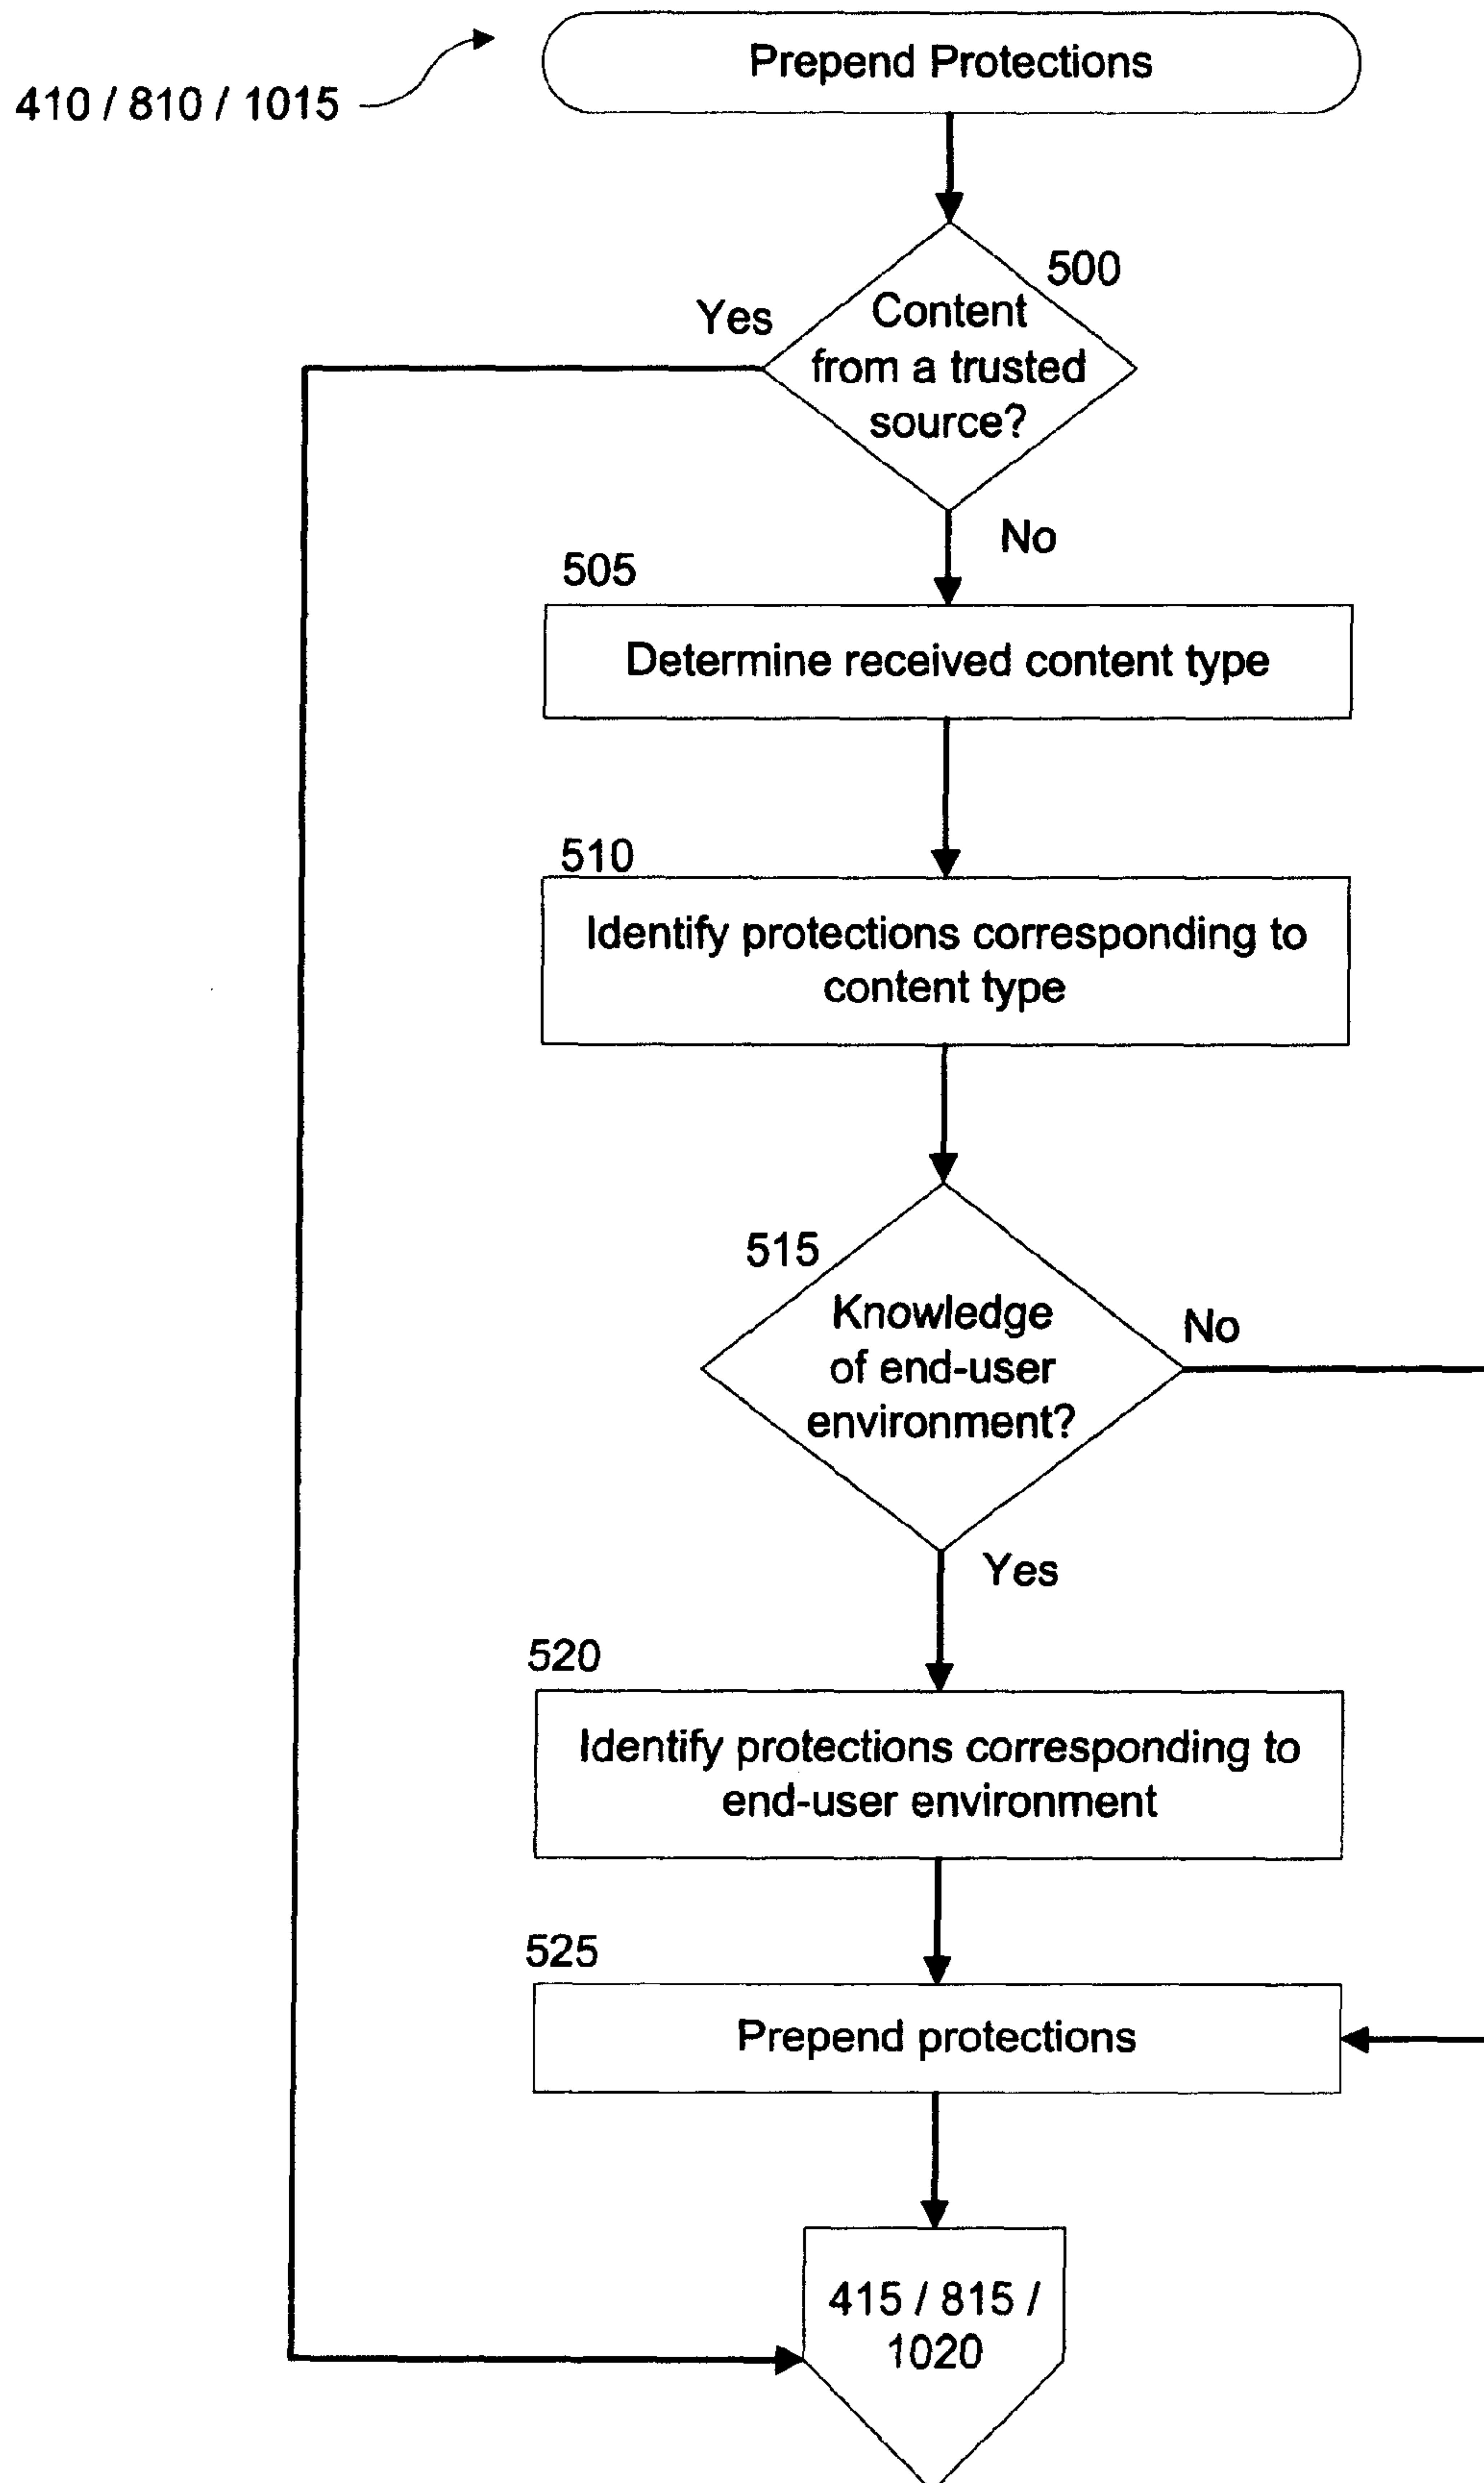 Prepend Protections
410 / 810 / 1015
500
Yes
Content
from a trusted
source?
No
505
Determine received content type
510
Identify protections corresponding to
content type
515
Knowledge
of end-user
environment?
No
Yes
520
Identify protections corresponding to
end-user environment
525
Prepend protections
415 / 815 /
1020